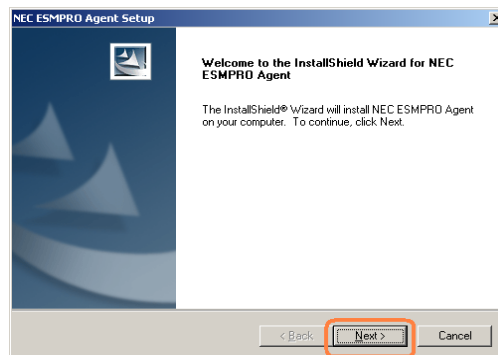 NEC ESMPRO Agent Setup
Welcome to the InstallShield Wizard for NEC
ESMPRO Agent
The InstallShield® Wizard will install NEC ESMPRO Agent
on your computer. To continue, click Next.
< Back
Next >
Cancel